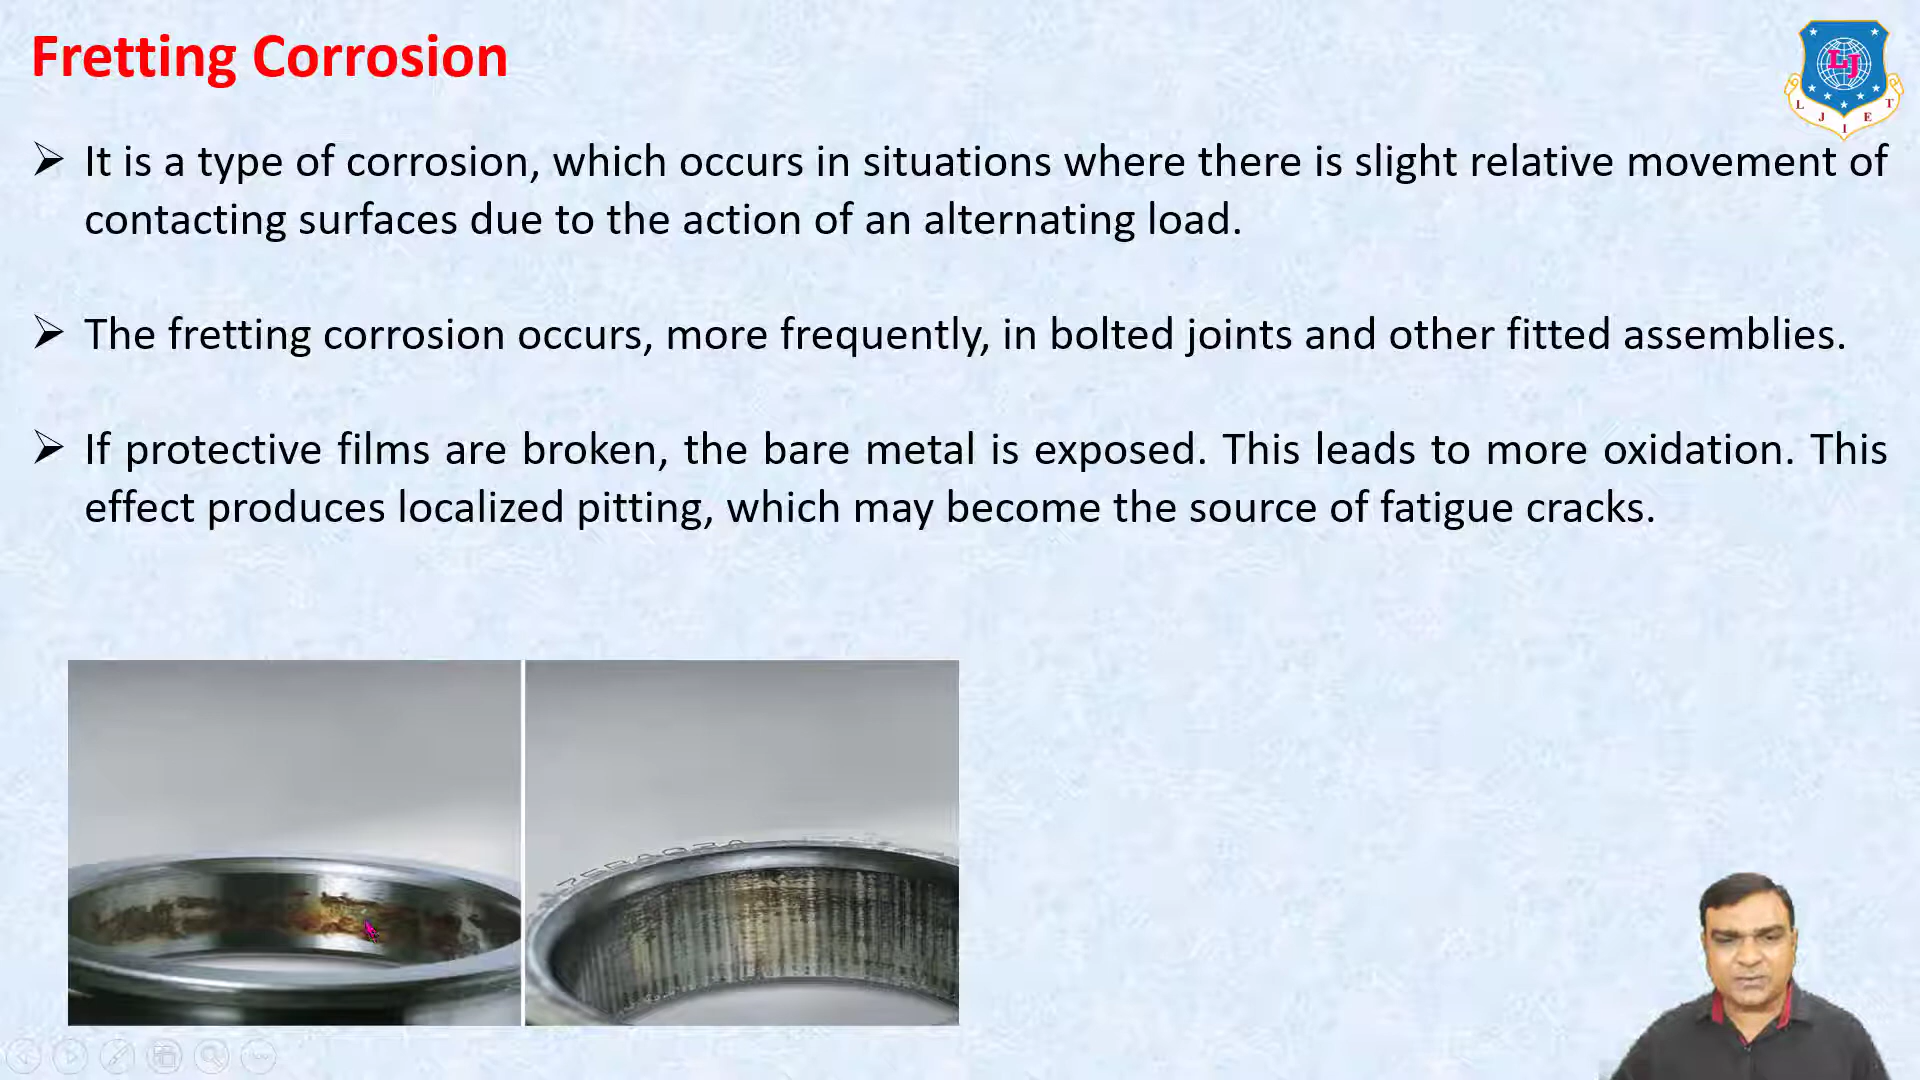 Fretting Corrosion
LJ
L J I E T
It is a type of corrosion, which occurs in situations where there is slight relative movement of
contacting surfaces due to the action of an alternating load.
The fretting corrosion occurs, more frequently, in bolted joints and other fitted assemblies.
If protective films are broken, the bare metal is exposed. This leads to more oxidation. This
effect produces localized pitting, which may become the source of fatigue cracks.